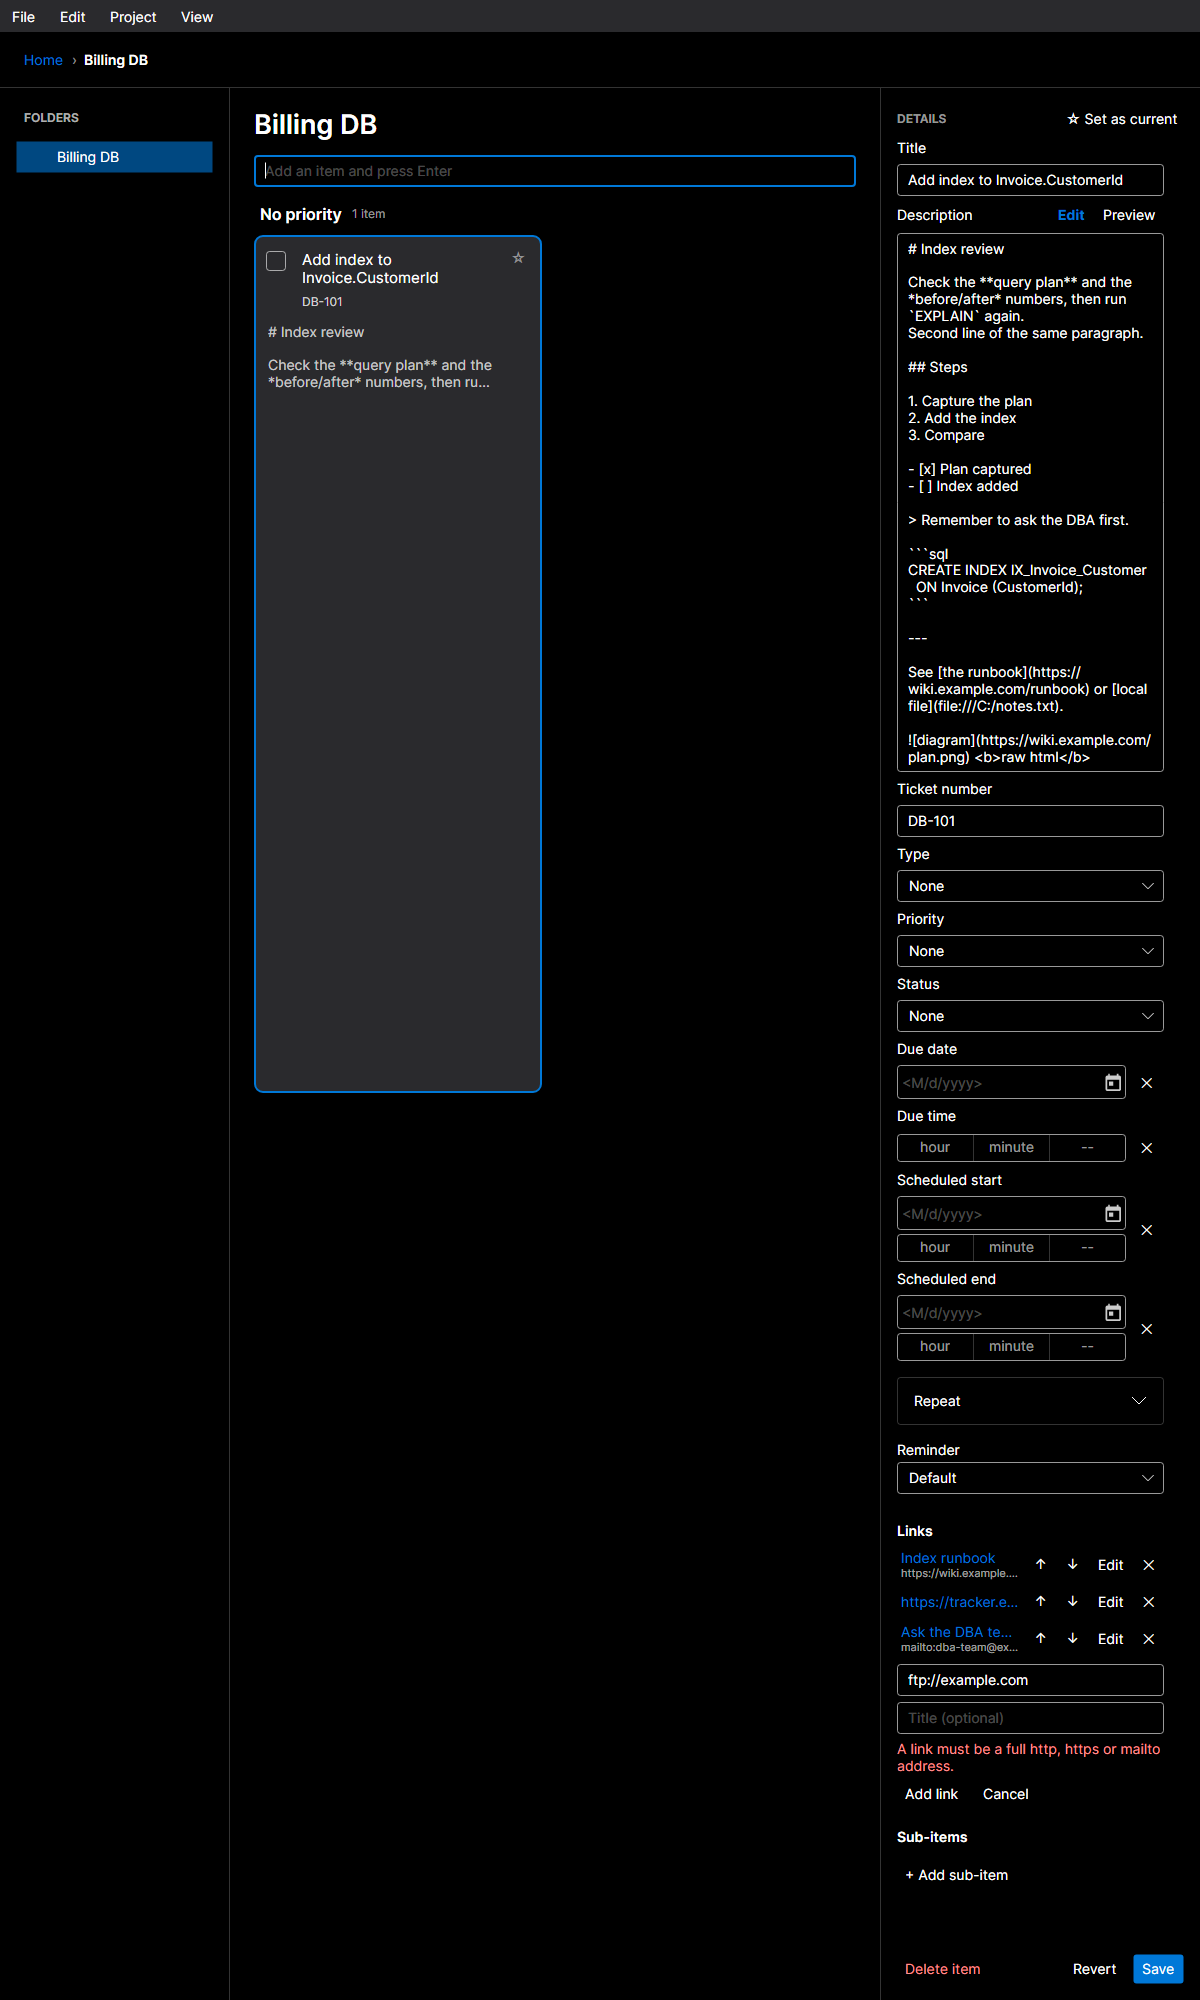 File Edit Project View
Home › Billing DB
FOLDERS
Billing DB
Billing DB
Add an item and press Enter
No priority 1 item
Add index to
Invoice.CustomerId
DB-101
# Index review
Check the **query plan** and the
*before/after* numbers, then ru...
DETAILS ☆ Set as current
Title
Add index to Invoice.CustomerId
Description Edit Preview
# Index review
Check the **query plan** and the
*before/after* numbers, then run
`EXPLAIN` again.
Second line of the same paragraph.
## Steps
1. Capture the plan
2. Add the index
3. Compare
- [x] Plan captured
- [ ] Index added
> Remember to ask the DBA first.
```sql
CREATE INDEX IX_Invoice_Customer
ON Invoice (CustomerId);
```
---
See [the runbook](https://
wiki.example.com/runbook) or [local
file](file:///C:/notes.txt).
![diagram](https://wiki.example.com/
plan.png) <b>raw html</b>
Ticket number
DB-101
Type
None
Priority
None
Status
None
Due date
<M/d/yyyy>
Due time
hour minute --
Scheduled start
<M/d/yyyy>
hour minute --
Scheduled end
<M/d/yyyy>
hour minute --
Repeat
Reminder
Default
Links
Index runbook
https://wiki.example....
↑ ↓ Edit ×
https://tracker.e... ↑ ↓ Edit ×
Ask the DBA te...
mailto:dba-team@ex...
↑ ↓ Edit ×
ftp://example.com
Title (optional)
A link must be a full http, https or mailto
address.
Add link Cancel
Sub-items
+ Add sub-item
Delete item Revert Save